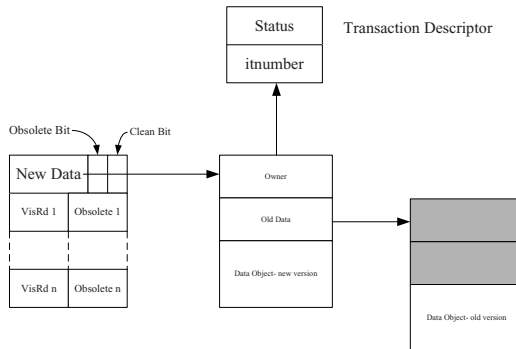 Status
Transaction Descriptor
itnumber
Obsolete Bit
Clean Bit
New Data
Owner
VisRd 1
Obsolete 1
Old Data
Data Object- new version
VisRd n
Obsolete n
Data Object- old version